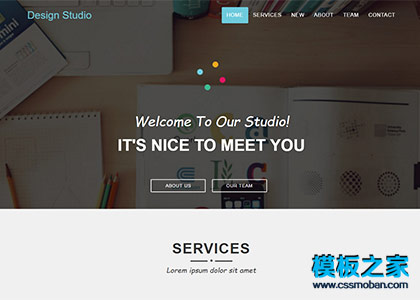 Design Studio
HOME SERVICES NEW ABOUT TEAM CONTACT
Welcome To Our Studio!
IT'S NICE TO MEET YOU
ABOUT US OUR TEAM
SERVICES
Lorem ipsum dolor sit amet
模板之家
www.cssmoban.com